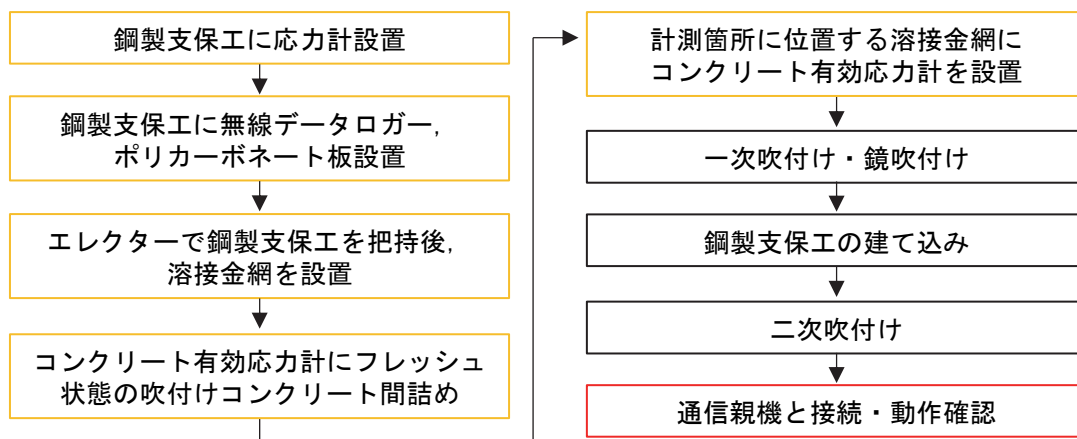 鋼製支保工に応力計設置
鋼製支保工に無線データロガー,
ポリカーボネート板設置
エレクターで鋼製支保工を把持後,
溶接金網を設置
コンクリート有効応力計にフレッシュ
状態の吹付けコンクリート間詰め
計測箇所に位置する溶接金網に
コンクリート有効応力計を設置
一次吹付け・鏡吹付け
鋼製支保工の建て込み
二次吹付け
通信親機と接続・動作確認